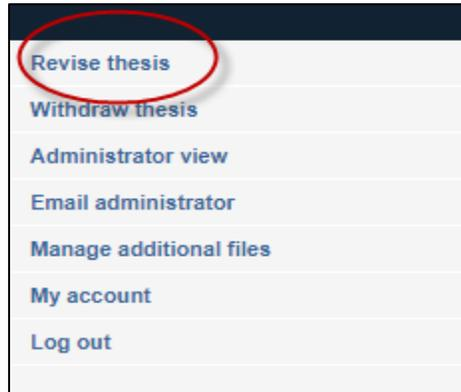 Revise thesis
Withdraw thesis
Administrator view
Email administrator
Manage additional files
My account
Log out